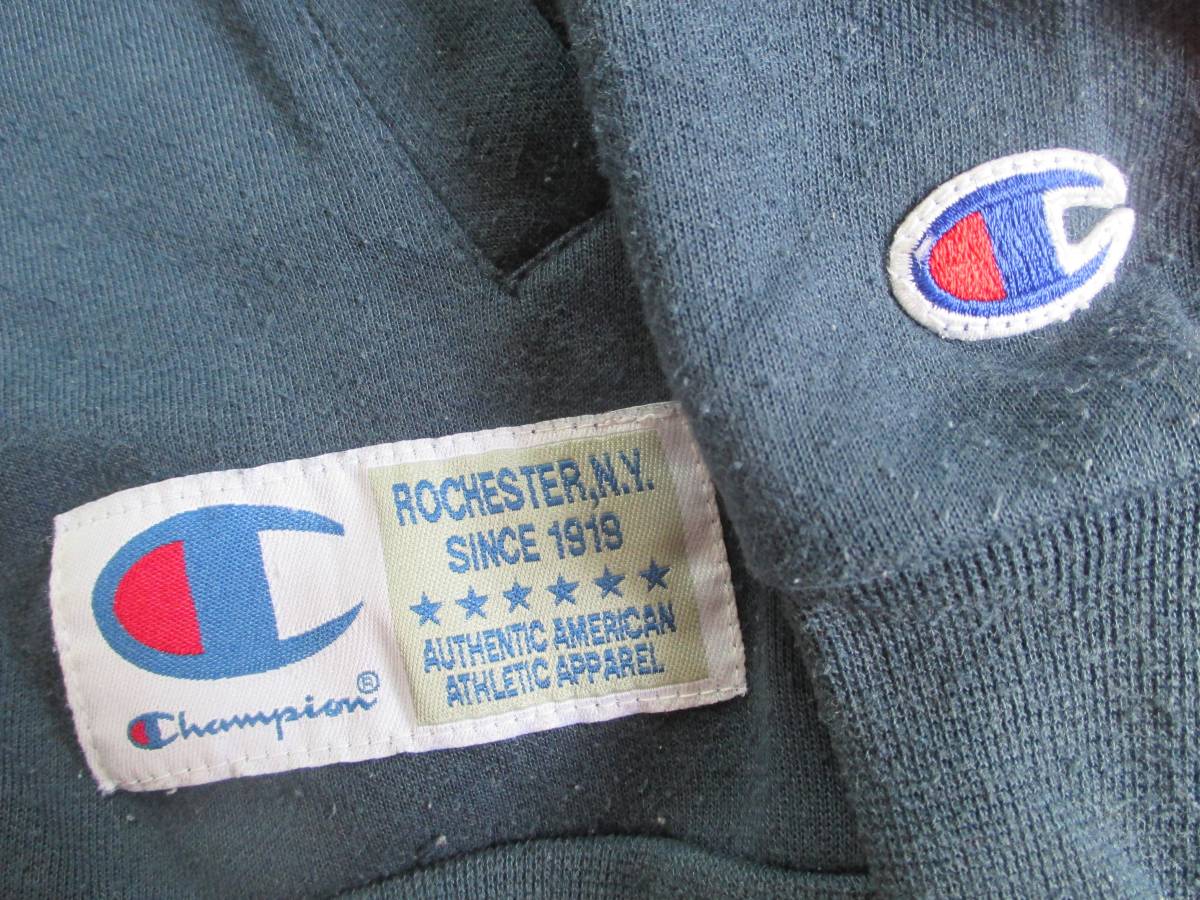 Champion®
ROCHESTER, N.Y.
SINCE 1919
★★★★★★
AUTHENTIC AMERICAN
ATHLETIC APPAREL